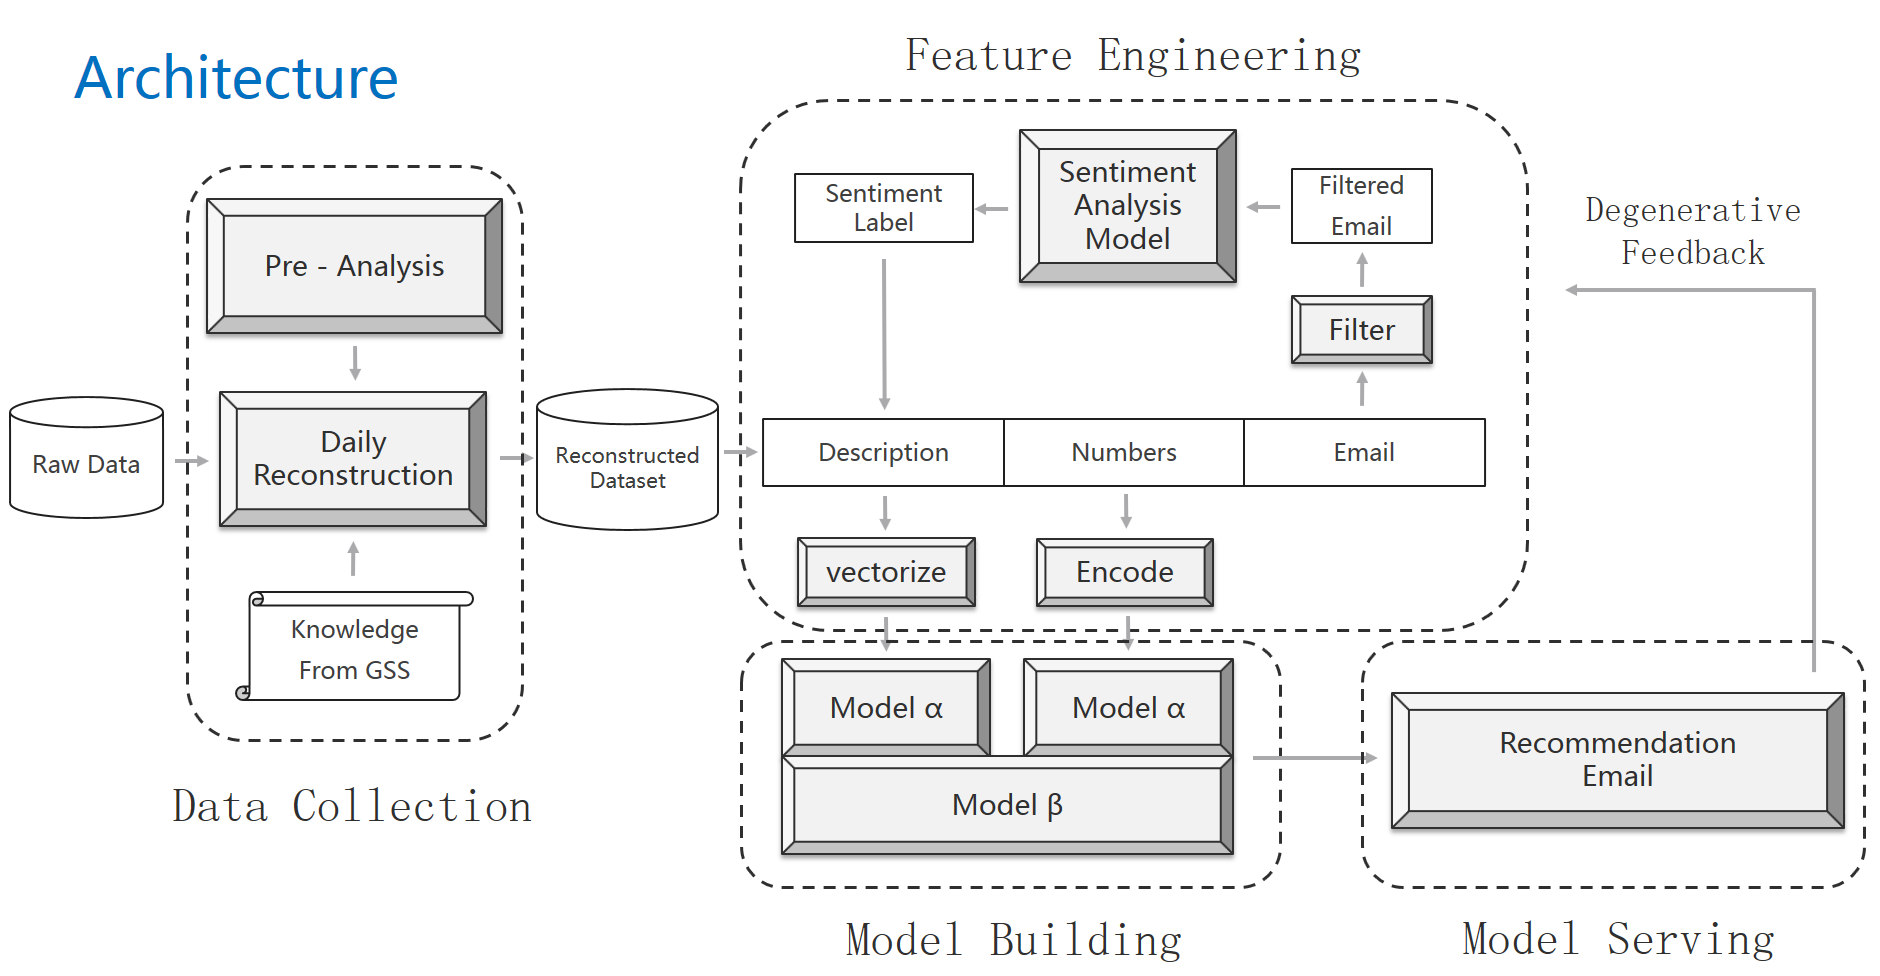 Architecture
Feature Engineering
Pre - Analysis
Daily
Reconstruction
Raw Data
Knowledge
From GSS
Data Collection
Reconstructed
Dataset
Sentiment
Label
Sentiment
Analysis
Model
Filtered
Email
Filter
Description
Numbers
Email
vectorize
Encode
Degenerative
Feedback
Model α
Model α
Model β
Model Building
Recommendation
Email
Model Serving